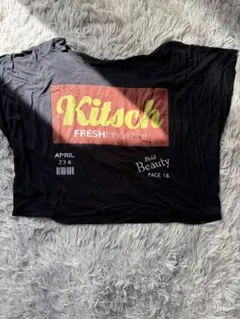 Kitsch
FRESH
APRIL
23¢
Bold
Beauty
PAGE 18